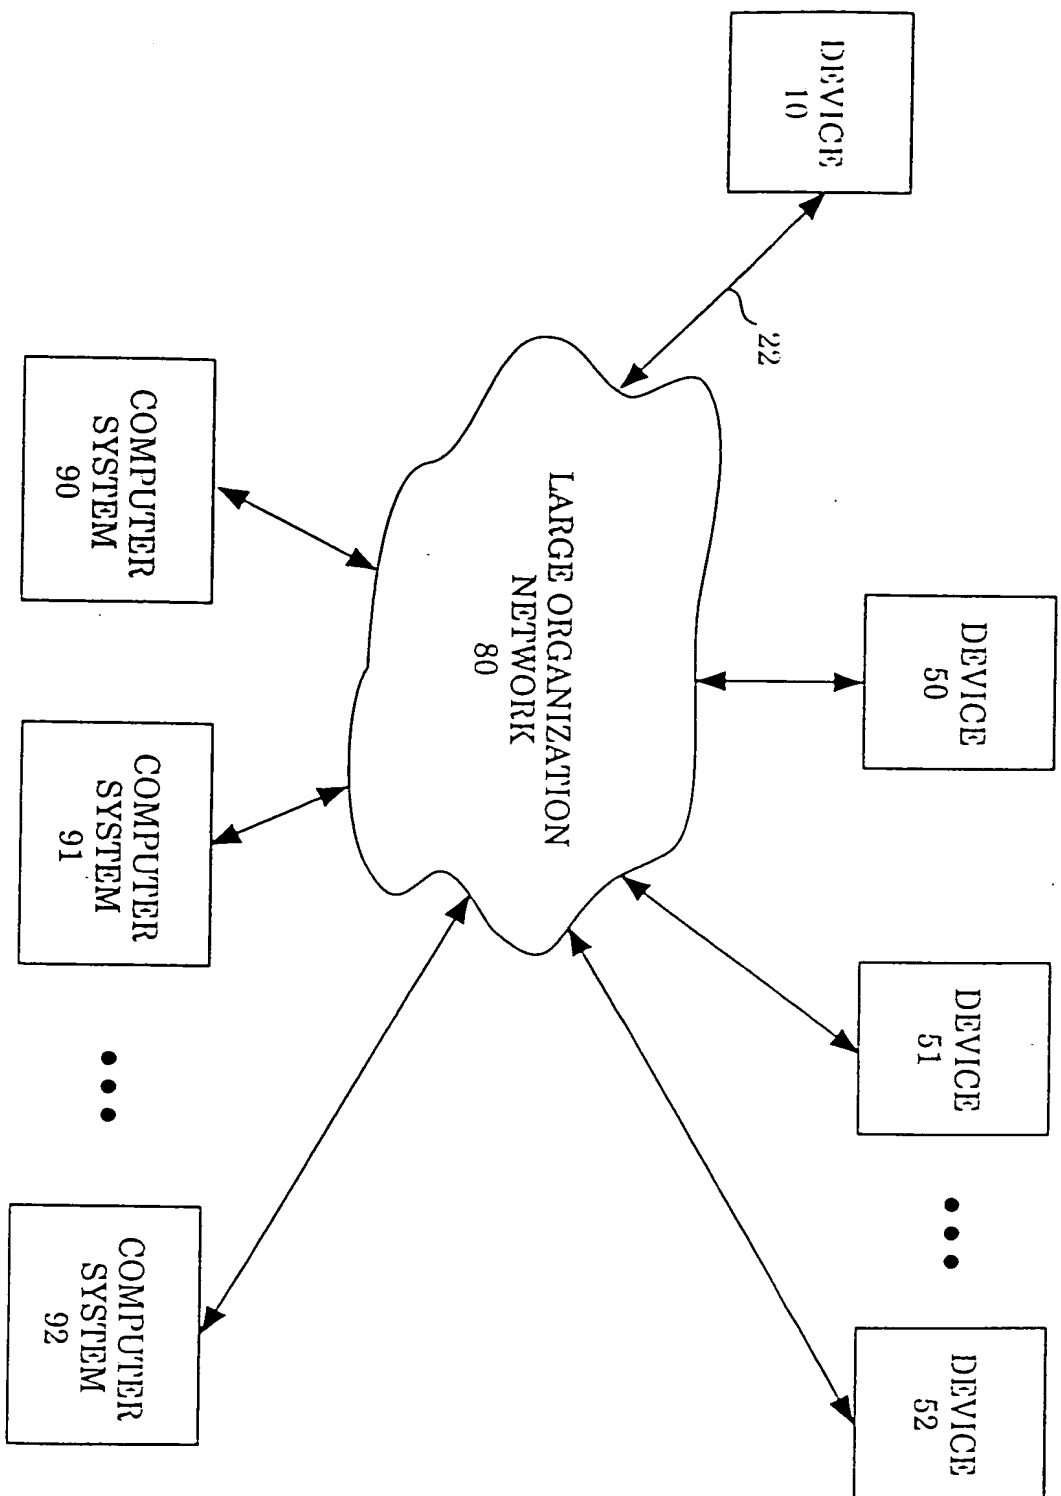 DEVICE
10
22
DEVICE
50
DEVICE
51
DEVICE
52
LARGE ORGANIZATION
NETWORK
80
COMPUTER
SYSTEM
90
COMPUTER
SYSTEM
91
COMPUTER
SYSTEM
92